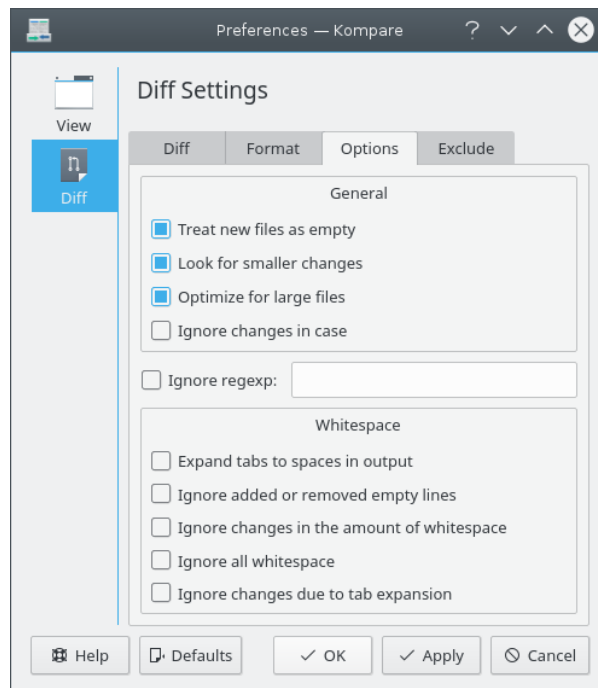 Preferences — Kompare
View
Diff
Diff Settings
Diff Format Options Exclude
General
Treat new files as empty
Look for smaller changes
Optimize for large files
Ignore changes in case
Ignore regexp:
Whitespace
Expand tabs to spaces in output
Ignore added or removed empty lines
Ignore changes in the amount of whitespace
Ignore all whitespace
Ignore changes due to tab expansion
Help Defaults OK Apply Cancel